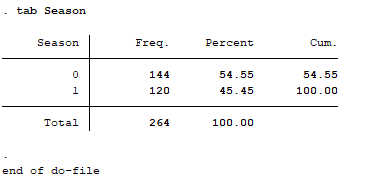 . tab Season
Season Freq. Percent Cum.
0 144 54.55 54.55
1 120 45.45 100.00
Total 264 100.00
.
end of do-file